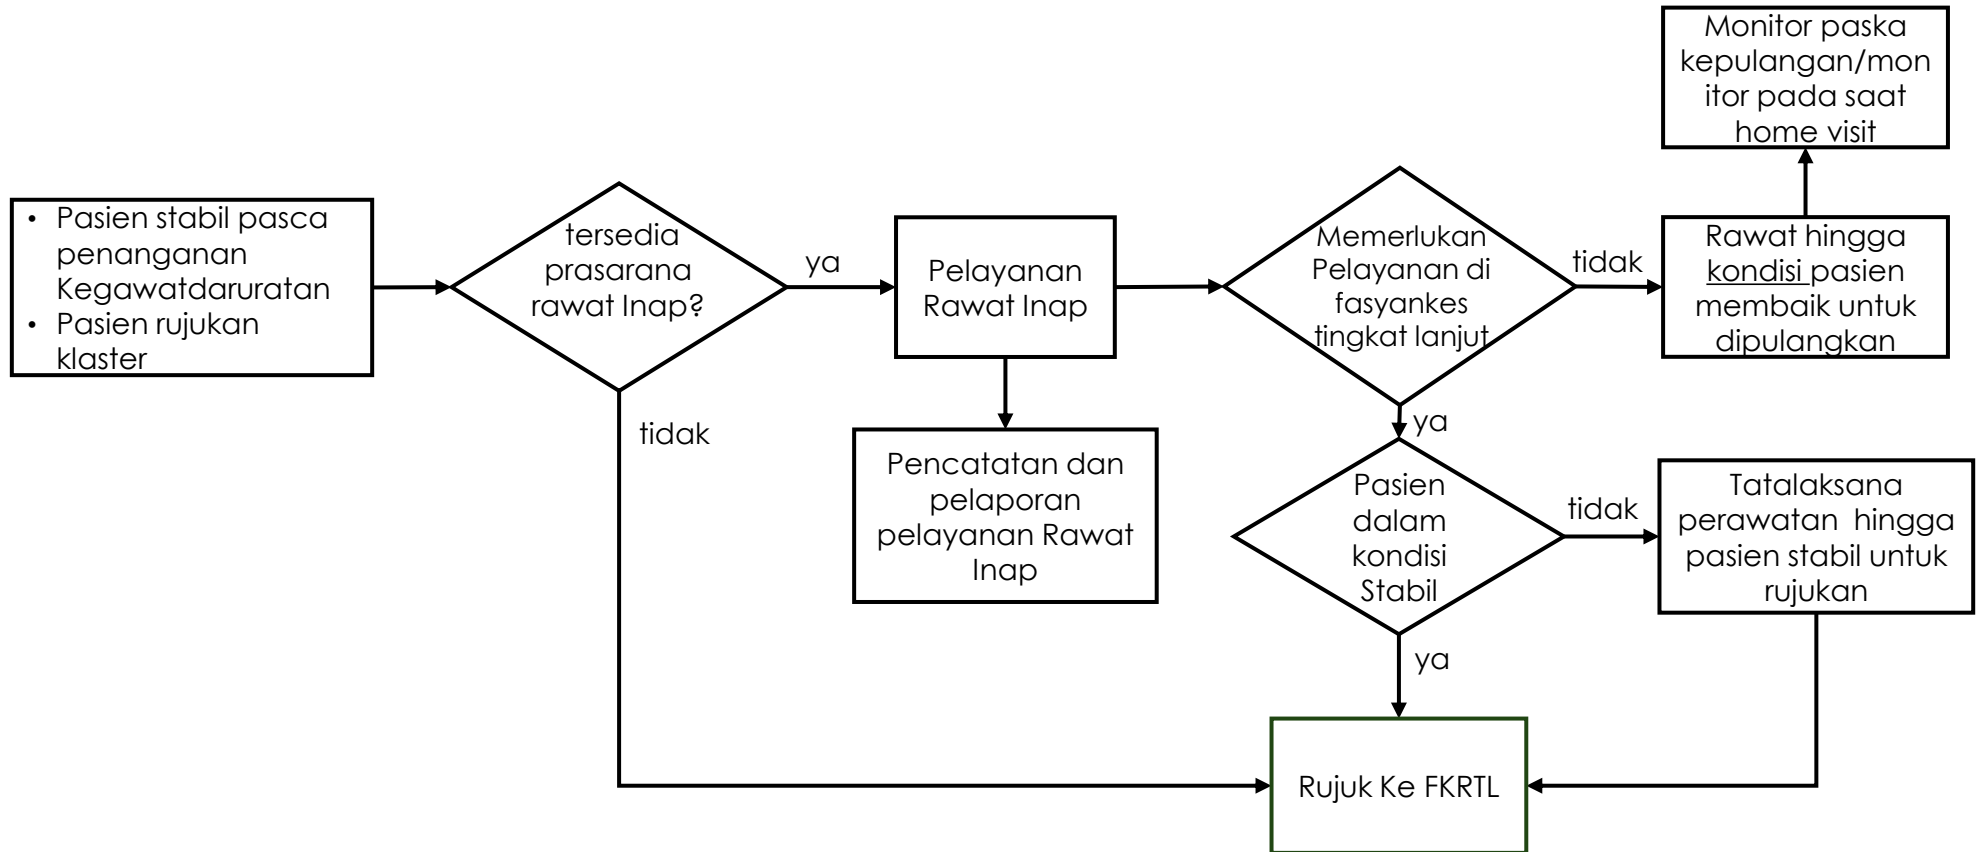 Monitor paska
kepulangan/mon
itor pada saat
home visit
• Pasien stabil pasca
penanganan
Kegawatdaruratan
• Pasien rujukan
klaster
tersedia
prasarana
rawat Inap?
ya
Pelayanan
Rawat Inap
Memerlukan
Pelayanan di
fasyankes
tingkat lanjut
tidak
Rawat hingga
kondisi pasien
membaik untuk
dipulangkan
tidak
Pencatatan dan
pelaporan
pelayanan Rawat
Inap
ya
Pasien
dalam
kondisi
Stabil
tidak
Tatalaksana
perawatan  hingga
pasien stabil untuk
rujukan
ya
Rujuk Ke FKRTL